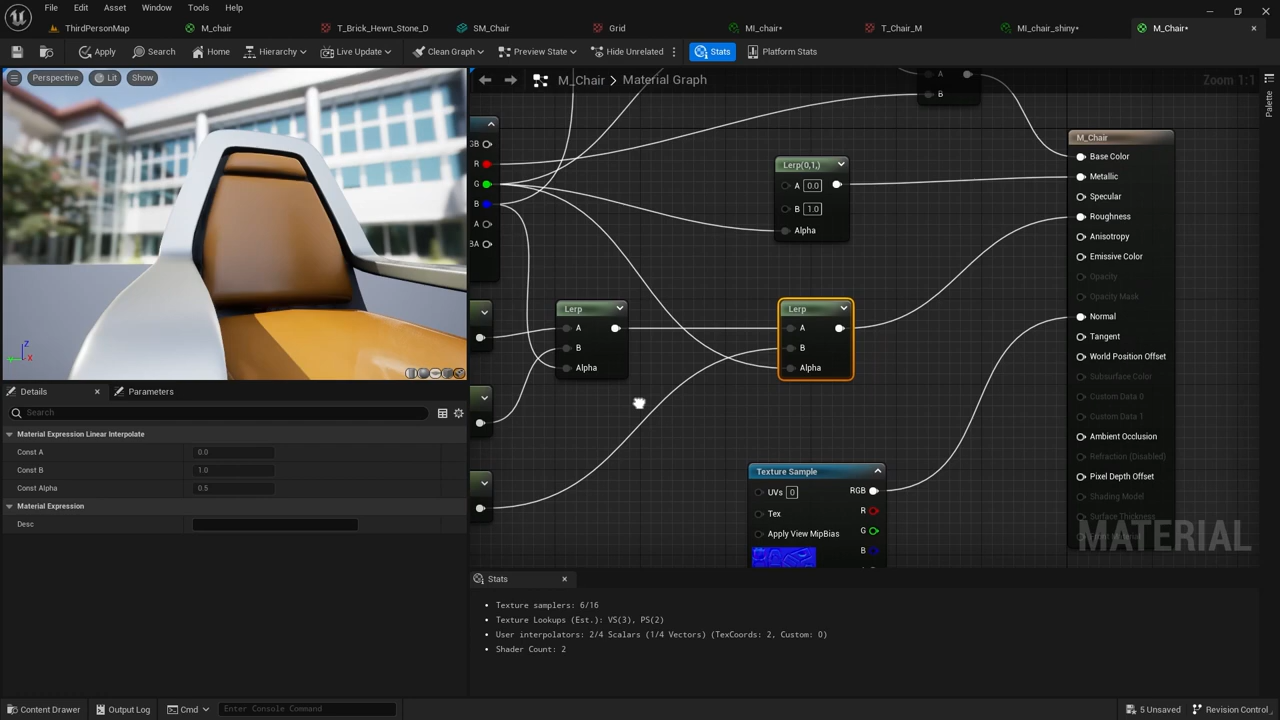 File Edit Asset Window Tools Help
ThirdPersonMap M_chair T_Brick_Hewn_Stone_D SM_Chair Grid MI_chair* T_Chair_M MI_chair_shiny* M_Chair*
Apply Search Home Hierarchy Live Update Clean Graph Preview State Hide Unrelated Stats Platform Stats
Perspective Lit Show
M_Chair > Material Graph
Zoom 1:1
Palette
A
B
GB
R
G
B
A
BA
Lerp(0,1,)
A 0.0
B 1.0
Alpha
Lerp
A
B
Alpha
Lerp
A
B
Alpha
Texture Sample
UVs 0
Tex
Apply View MipBias
RGB
R
G
B
M_Chair
Base Color
Metallic
Specular
Roughness
Anisotropy
Emissive Color
Opacity
Opacity Mask
Normal
Tangent
World Position Offset
Subsurface Color
Custom Data 0
Custom Data 1
Ambient Occlusion
Refraction (Disabled)
Pixel Depth Offset
Shading Model
Surface Thickness
MATERIAL
Z
Y
X
Details Parameters
Search
Material Expression Linear Interpolate
Const A 0.0
Const B 1.0
Const Alpha 0.5
Material Expression
Desc
Stats
Texture samplers: 6/16
Texture Lookups (Est.): VS(3), PS(2)
User interpolators: 2/4 Scalars (1/4 Vectors) (TexCoords: 2, Custom: 0)
Shader Count: 2
Content Drawer Output Log Cmd Enter Console Command 5 Unsaved Revision Control